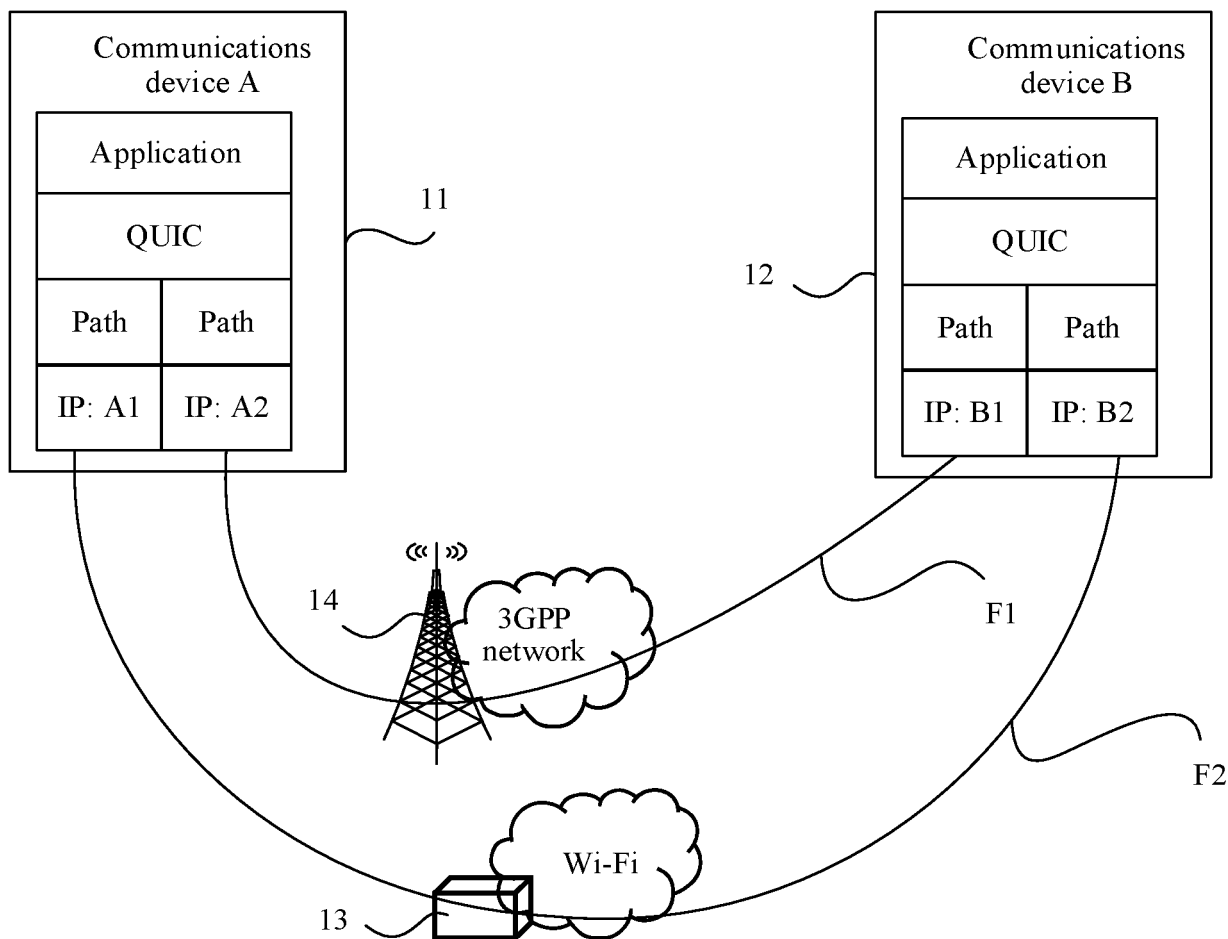 Communications
device A
Application
QUIC
Path Path
IP: A1 IP: A2
11
Communications
device B
Application
QUIC
Path Path
IP: B1 IP: B2
12
14
3GPP
network
F1
F2
Wi-Fi
13